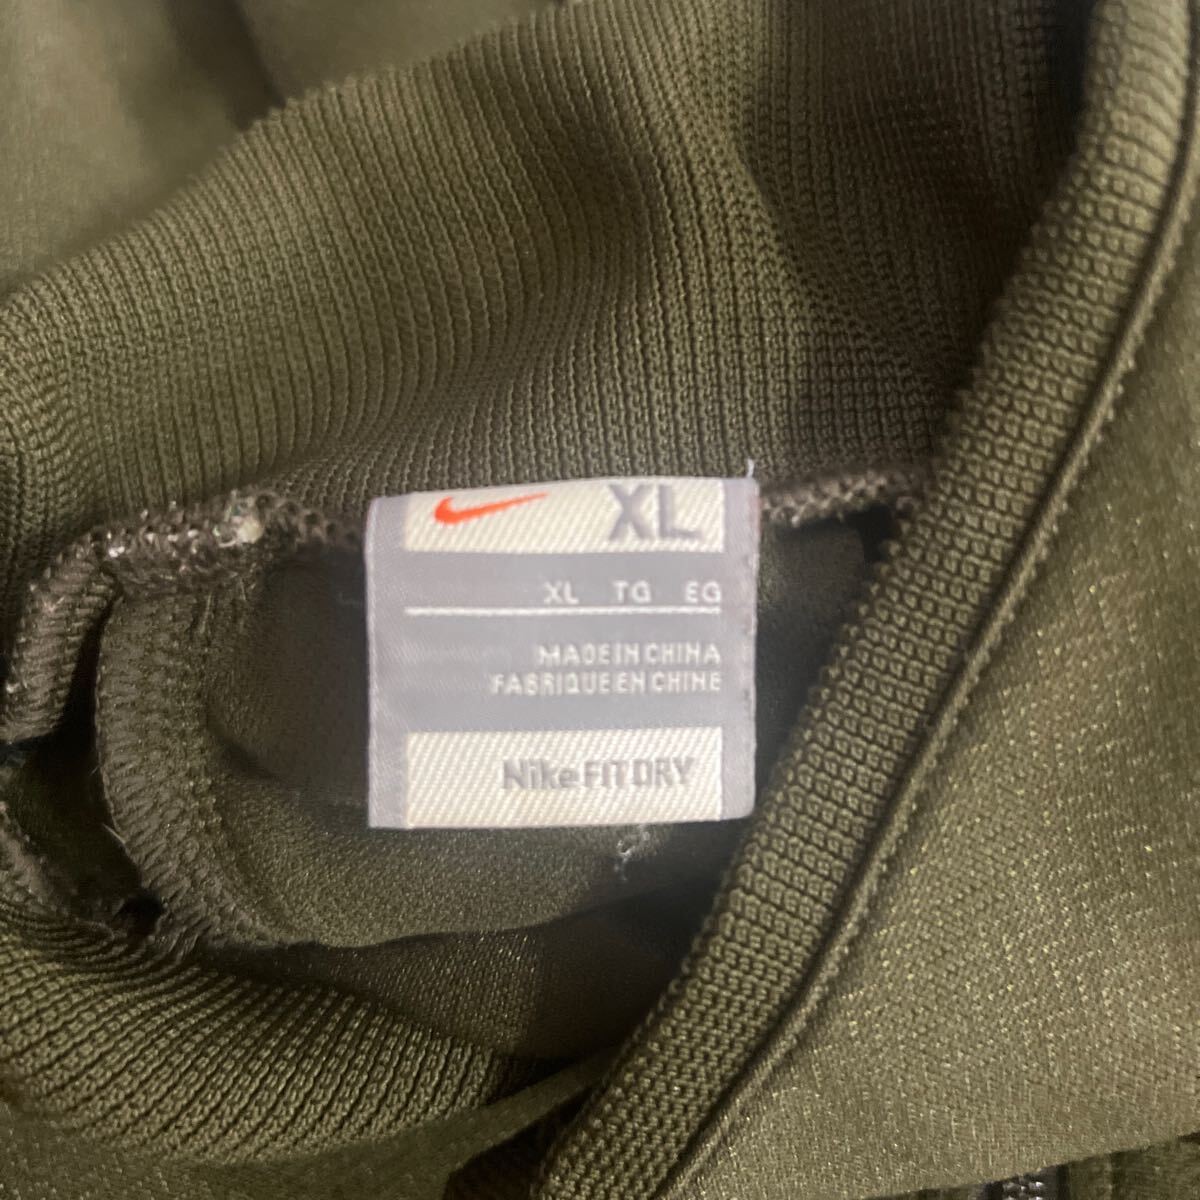 XL
XL TG EG
MADE IN CHINA
FABRIQUE EN CHINE
Nike FIT DRY